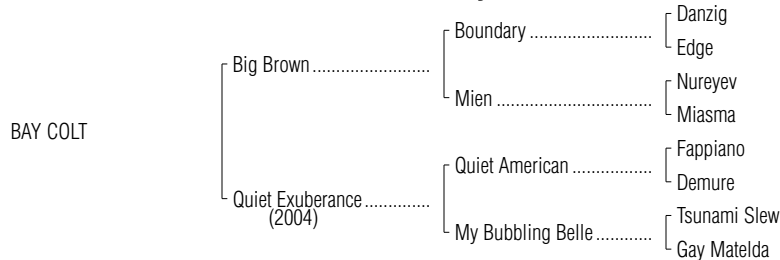 Danzig
Boundary ..........................
Edge
Big Brown .........................
Nureyev
Mien .................................
Miasma
BAY COLT
Fappiano
Quiet American .................
Demure
Quiet Exuberance ..............
(2004)
Tsunami Slew
My Bubbling Belle ............
Gay Matelda